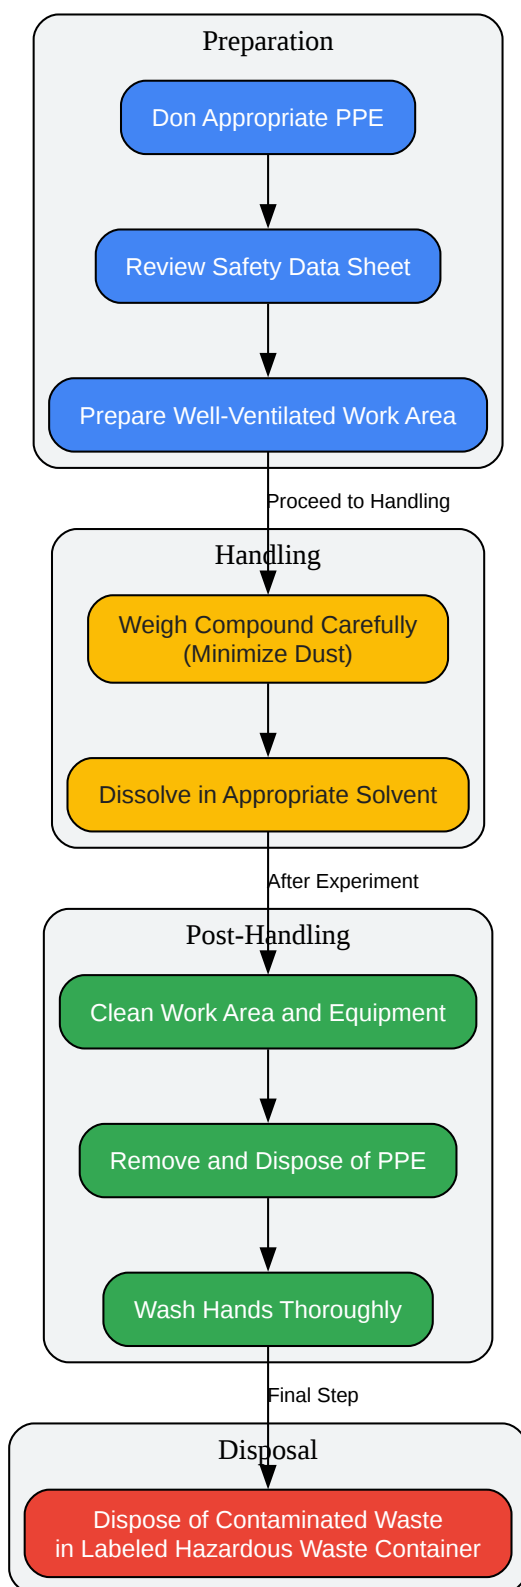 Preparation
Don Appropriate PPE
Review Safety Data Sheet
Prepare Well-Ventilated Work Area
Proceed to Handling
Handling
Weigh Compound Carefully
(Minimize Dust)
Dissolve in Appropriate Solvent
After Experiment
Post-Handling
Clean Work Area and Equipment
Remove and Dispose of PPE
Wash Hands Thoroughly
Final Step
Disposal
Dispose of Contaminated Waste
in Labeled Hazardous Waste Container